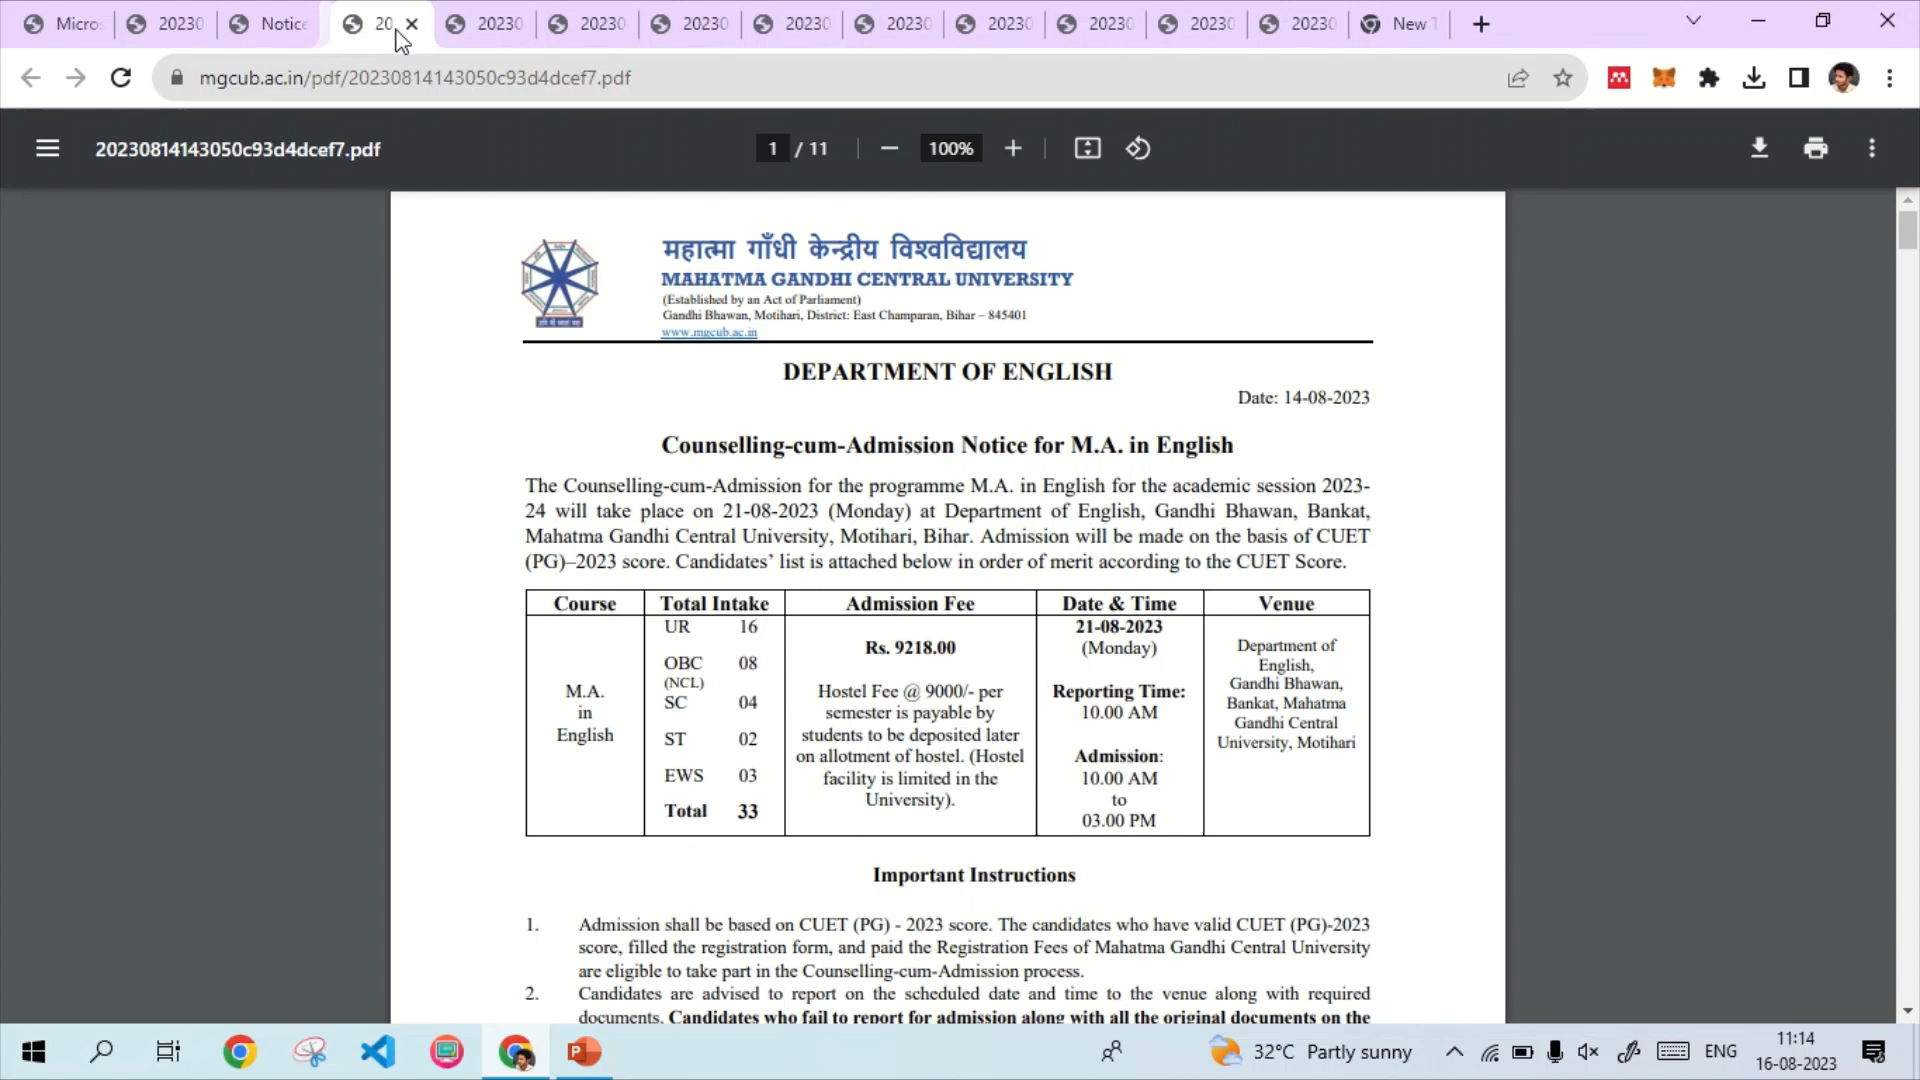 Micro
20230
Notice
20
20230
20230
20230
20230
20230
20230
20230
20230
20230
New T
mgcub.ac.in/pdf/20230814143050c93d4dcef7.pdf
20230814143050c93d4dcef7.pdf
1 / 11
100%
महात्मा गाँधी केन्द्रीय विश्वविद्यालय
MAHATMA GANDHI CENTRAL UNIVERSITY
(Established by an Act of Parliament)
Gandhi Bhawan, Motihari, District: East Champaran, Bihar – 845401
www.mgcub.ac.in
DEPARTMENT OF ENGLISH
Date: 14-08-2023
Counselling-cum-Admission Notice for M.A. in English
The Counselling-cum-Admission for the programme M.A. in English for the academic session 2023-
24 will take place on 21-08-2023 (Monday) at Department of English, Gandhi Bhawan, Bankat,
Mahatma Gandhi Central University, Motihari, Bihar. Admission will be made on the basis of CUET
(PG)–2023 score. Candidates' list is attached below in order of merit according to the CUET Score.
Course Total Intake Admission Fee Date & Time Venue
M.A.
in
English
UR 16
OBC 08
(NCL)
SC 04
ST 02
EWS 03
Total 33
Rs. 9218.00
Hostel Fee @ 9000/- per
semester is payable by
students to be deposited later
on allotment of hostel. (Hostel
facility is limited in the
University).
21-08-2023
(Monday)
Reporting Time:
10.00 AM
Admission:
10.00 AM
to
03.00 PM
Department of
English,
Gandhi Bhawan,
Bankat, Mahatma
Gandhi Central
University, Motihari
Important Instructions
1. Admission shall be based on CUET (PG) - 2023 score. The candidates who have valid CUET (PG)-2023
score, filled the registration form, and paid the Registration Fees of Mahatma Gandhi Central University
are eligible to take part in the Counselling-cum-Admission process.
2. Candidates are advised to report on the scheduled date and time to the venue along with required
documents. Candidates who fail to report for admission along with all the original documents on the
32°C Partly sunny
ENG
11:14
16-08-2023